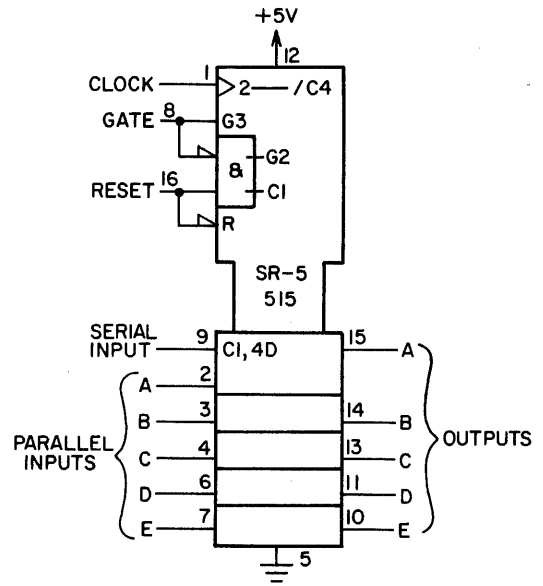 +5V
12
CLOCK 1 2 — /C4
GATE 8 G3
& G2
RESET 16 C1
R
SR-5
515
SERIAL INPUT 9 C1, 4D 15 A
A 2
B 3 14 B
PARALLEL INPUTS C 4 13 C OUTPUTS
D 6 11 D
E 7 10 E
5